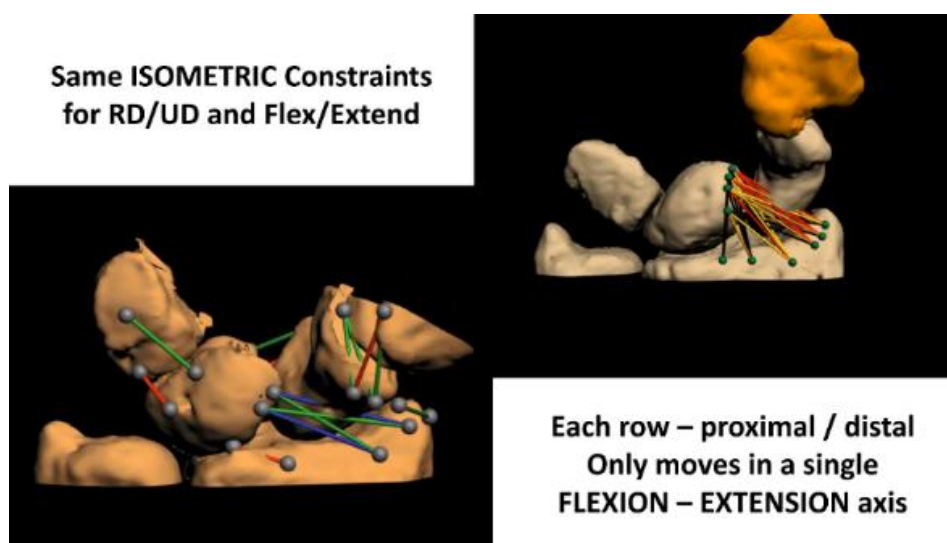 Same ISOMETRIC Constraints
for RD/UD and Flex/Extend
Each row – proximal / distal
Only moves in a single
FLEXION – EXTENSION axis